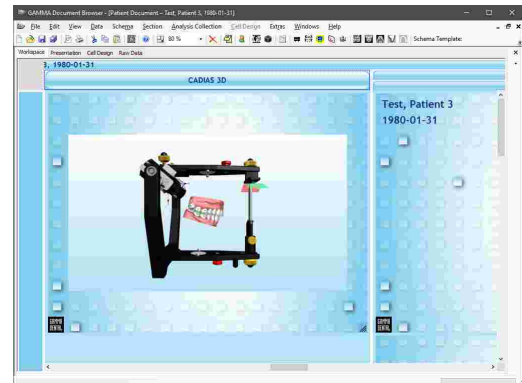 GAMMA Document Browser - [Patient Document – Test, Patient 3, 1980-01-31]
File Edit View Data Schema Section Analysis Collection Cell Design Extras Windows Help
80 %
Schema Template:
Workspace Presentation Cell Design Raw Data
3, 1980-01-31
CADIAS 3D
Test, Patient 3
1980-01-31
GAMMA
DENTAL
GAMMA
DENTAL